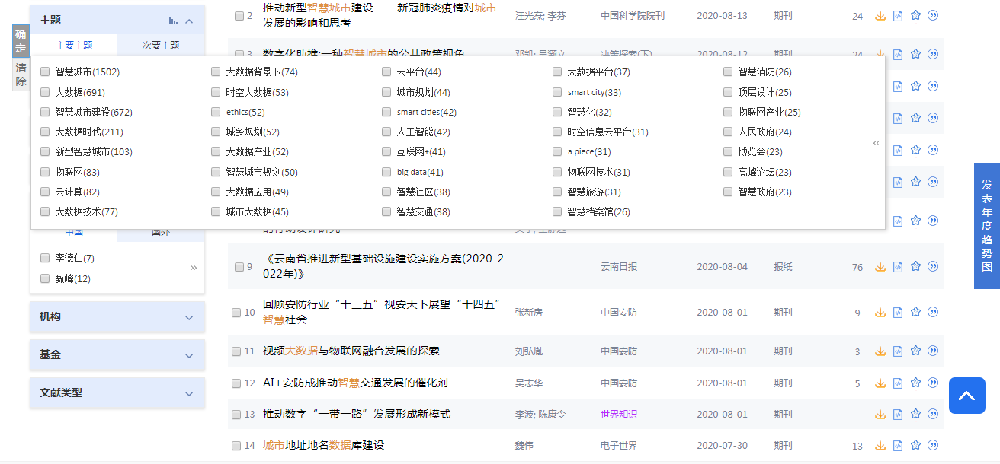 主题
确定
清除
主要主题
次要主题
智慧城市(1502)
大数据(691)
智慧城市建设(672)
大数据时代(211)
新型智慧城市(103)
物联网(83)
云计算(82)
大数据技术(77)
大数据背景下(74)
时空大数据(53)
ethics(52)
城乡规划(52)
大数据产业(52)
智慧城市规划(50)
大数据应用(49)
城市大数据(45)
云平台(44)
城市规划(44)
smart cities(42)
人工智能(42)
互联网+(41)
big data(41)
智慧社区(38)
智慧交通(38)
大数据平台(37)
smart city(33)
智慧化(32)
时空信息云平台(31)
a piece(31)
物联网技术(31)
智慧旅游(31)
智慧档案馆(26)
智慧消防(26)
顶层设计(25)
物联网产业(25)
人民政府(24)
博览会(23)
高峰论坛(23)
智慧政府(23)
«
中国
国外
李德仁(7)
甄峰(12)
»
机构
基金
文献类型
2 推动新型智慧城市建设——新冠肺炎疫情对城市
发展的影响和思考
汪光焘; 李芬 中国科学院院刊 2020-08-13 期刊 24
3 数字化助推:一种智慧城市的公共政策视角
决策探索(下) 2020-08-12 期刊 24
9 《云南省推进新型基础设施建设实施方案(2020-2
022年)》
云南日报 2020-08-04 报纸 76
10 回顾安防行业“十三五”视安天下展望“十四五”
智慧社会
张新房 中国安防 2020-08-01 期刊 9
11 视频大数据与物联网融合发展的探索 刘弘胤 中国安防 2020-08-01 期刊 3
12 AI+安防成推动智慧交通发展的催化剂 吴志华 中国安防 2020-08-01 期刊 5
13 推动数字“一带一路”发展形成新模式 李波; 陈康令 世界知识 2020-08-01 期刊
14 城市地址地名数据库建设 魏伟 电子世界 2020-07-30 期刊 13
发表年度趋势图